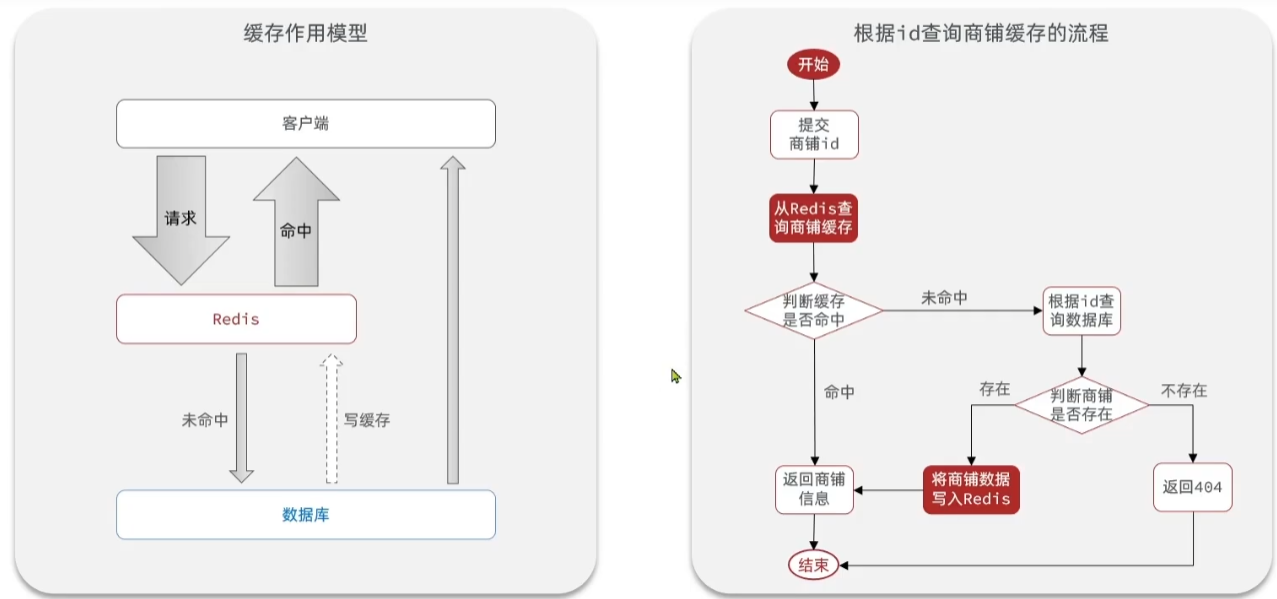 缓存作用模型
客户端
请求
命中
Redis
未命中
写缓存
数据库
根据id查询商铺缓存的流程
开始
提交
商铺id
从Redis查
询商铺缓存
判断缓存
是否命中
未命中
根据id查
询数据库
命中
存在
判断商铺
是否存在
不存在
返回商铺
信息
将商铺数据
写入Redis
返回404
结束